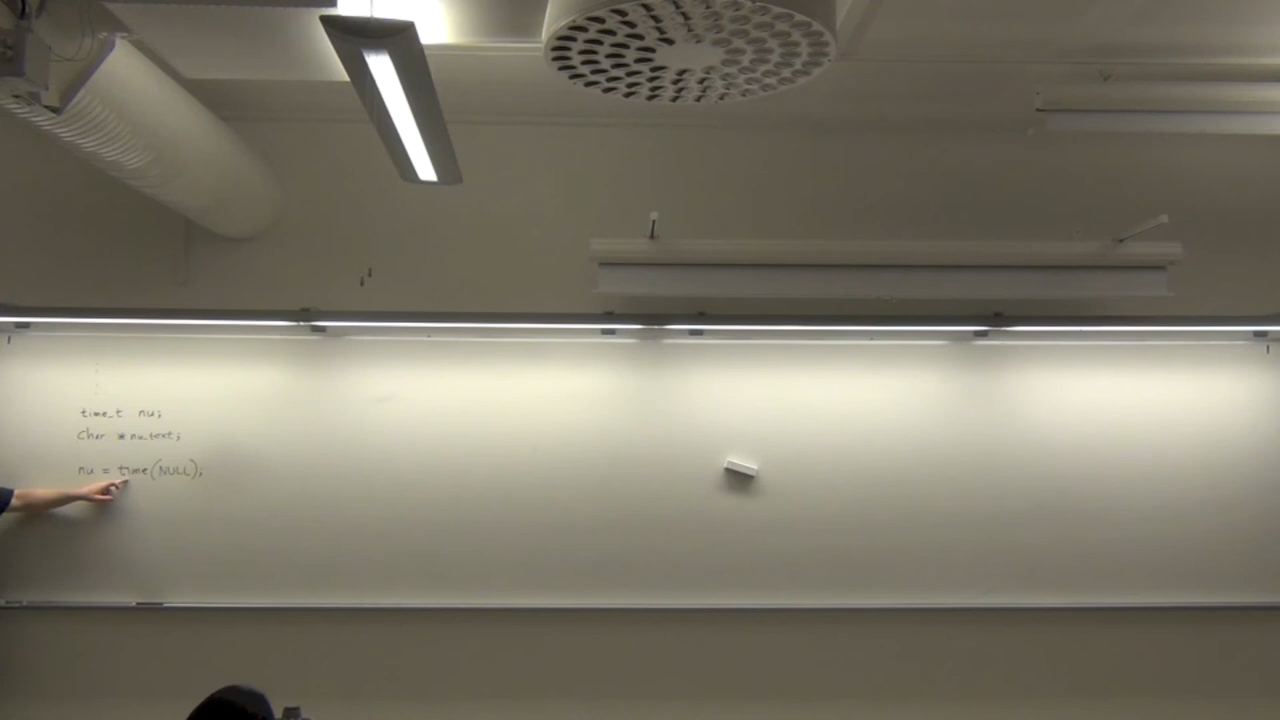 time_t nu;
Char *nu_text;
nu = time(NULL);